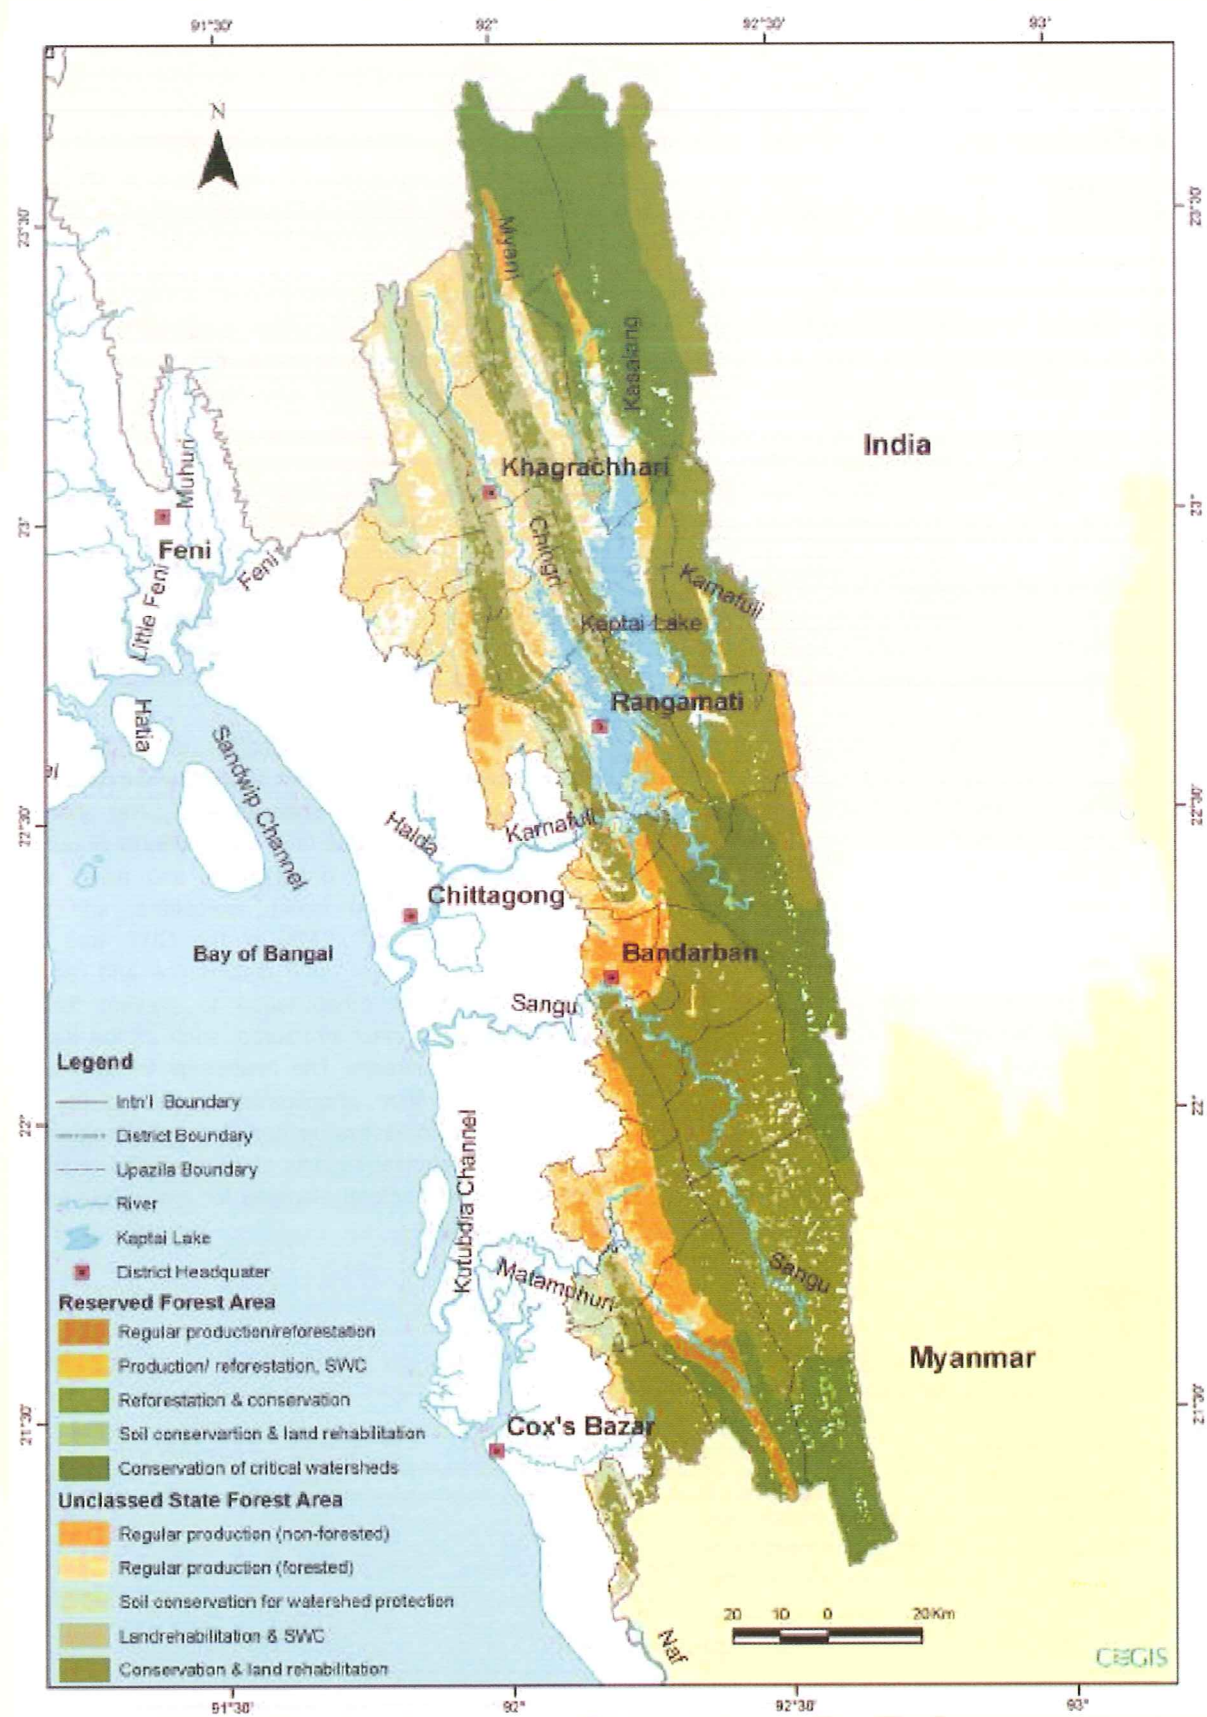 91°30'
92°
92°30'
93°
N
23°30'
23°30'
Myani
Kasalang
India
Khagrachhari
Muhuri
23°
23°
Feni
Feni
Little Feni
Chingri
Karnafuli
Kaptai Lake
Rangamati
Hatia
Sandwip Channel
22°30'
22°30'
Halda
Karnafuli
Chittagong
Bay of Bangal
Bandarban
Sangu
Legend
Intn'l Boundary
District Boundary
Upazila Boundary
River
Kaptai Lake
District Headquater
22°
22°
Kutubdia Channel
Matamuhuri
Sangu
Reserved Forest Area
Regular production/reforestation
Production/ reforestation, SWC
Reforestation & conservation
Soil conservartion & land rehabilitation
Conservation of critical watersheds
Myanmar
21°30'
21°30'
Cox's Bazar
Unclassed State Forest Area
Regular production (non-forested)
Regular production (forested)
Soil conservation for watershed protection
Landrehabilitation & SWC
Conservation & land rehabilitation
20 10 0 20Km
Naf
CEGIS
91°30'
92°
92°30'
93°